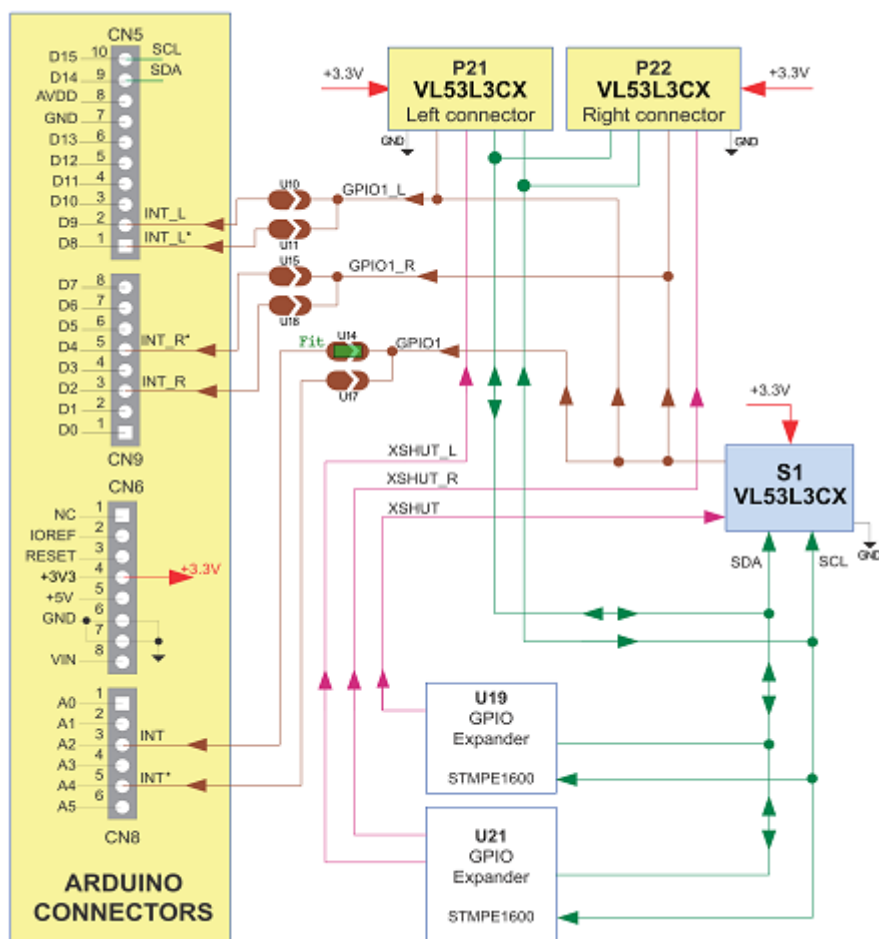 CN5
D15 10 SCL
D14 9 SDA
AVDD 8
GND 7
D13 6
D12 5
D11 4
D10 3
D9 2 INT_L
D8 1 INT_L*
D7 8
D6 7
D5 6
D4 5 INT_R*
D3 4
D2 3 INT_R
D1 2
D0 1
CN9
CN6
NC 1
IOREF 2
RESET 3
+3V3 4 +3.3V
+5V 5
GND 6
7
VIN 8
A0 1
A1 2
A2 3 INT
A3 4
A4 5 INT*
A5 6
CN8
ARDUINO
CONNECTORS
+3.3V
P21
VL53L3CX
Left connector
GND
P22
VL53L3CX
Right connector
+3.3V
GND
U10
GPIO1_L
U11
U15
GPIO1_R
U18
Fit
U14
GPIO1
U17
XSHUT_L
XSHUT_R
XSHUT
+3.3V
S1
VL53L3CX
GND
SDA
SCL
U19
GPIO
Expander
STMPE1600
U21
GPIO
Expander
STMPE1600